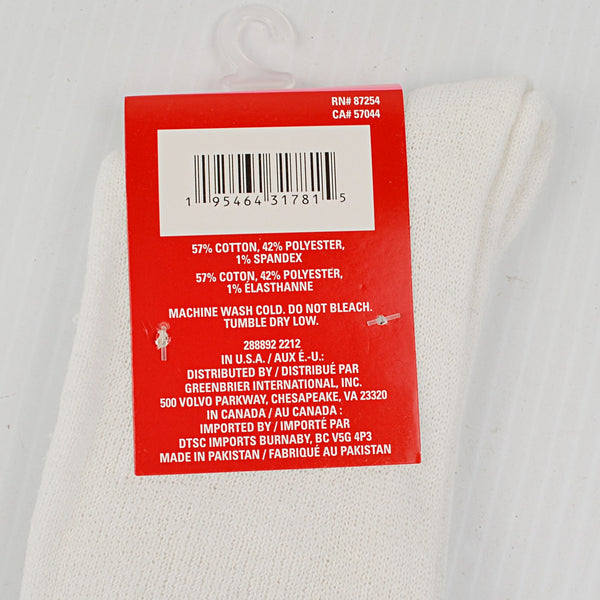 RN# 87254
CA# 57044
1 95464 31781 5
57% COTTON, 42% POLYESTER,
1% SPANDEX
57% COTON, 42% POLYESTER,
1% ÉLASTHANNE
MACHINE WASH COLD. DO NOT BLEACH.
TUMBLE DRY LOW.
288892 2212
IN U.S.A. / AUX É.-U.:
DISTRIBUTED BY / DISTRIBUÉ PAR
GREENBRIER INTERNATIONAL, INC.
500 VOLVO PARKWAY, CHESAPEAKE, VA 23320
IN CANADA / AU CANADA :
IMPORTED BY / IMPORTÉ PAR
DTSC IMPORTS BURNABY, BC V5G 4P3
MADE IN PAKISTAN / FABRIQUÉ AU PAKISTAN